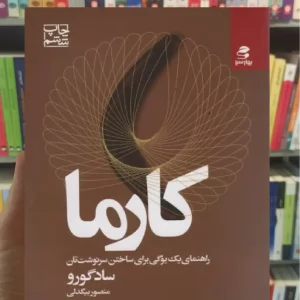 چاپ
ششم
کارما
راهنمای یک یوگی برای ساختن سرنوشت‌تان
سادگورو
منصور بیگدلی